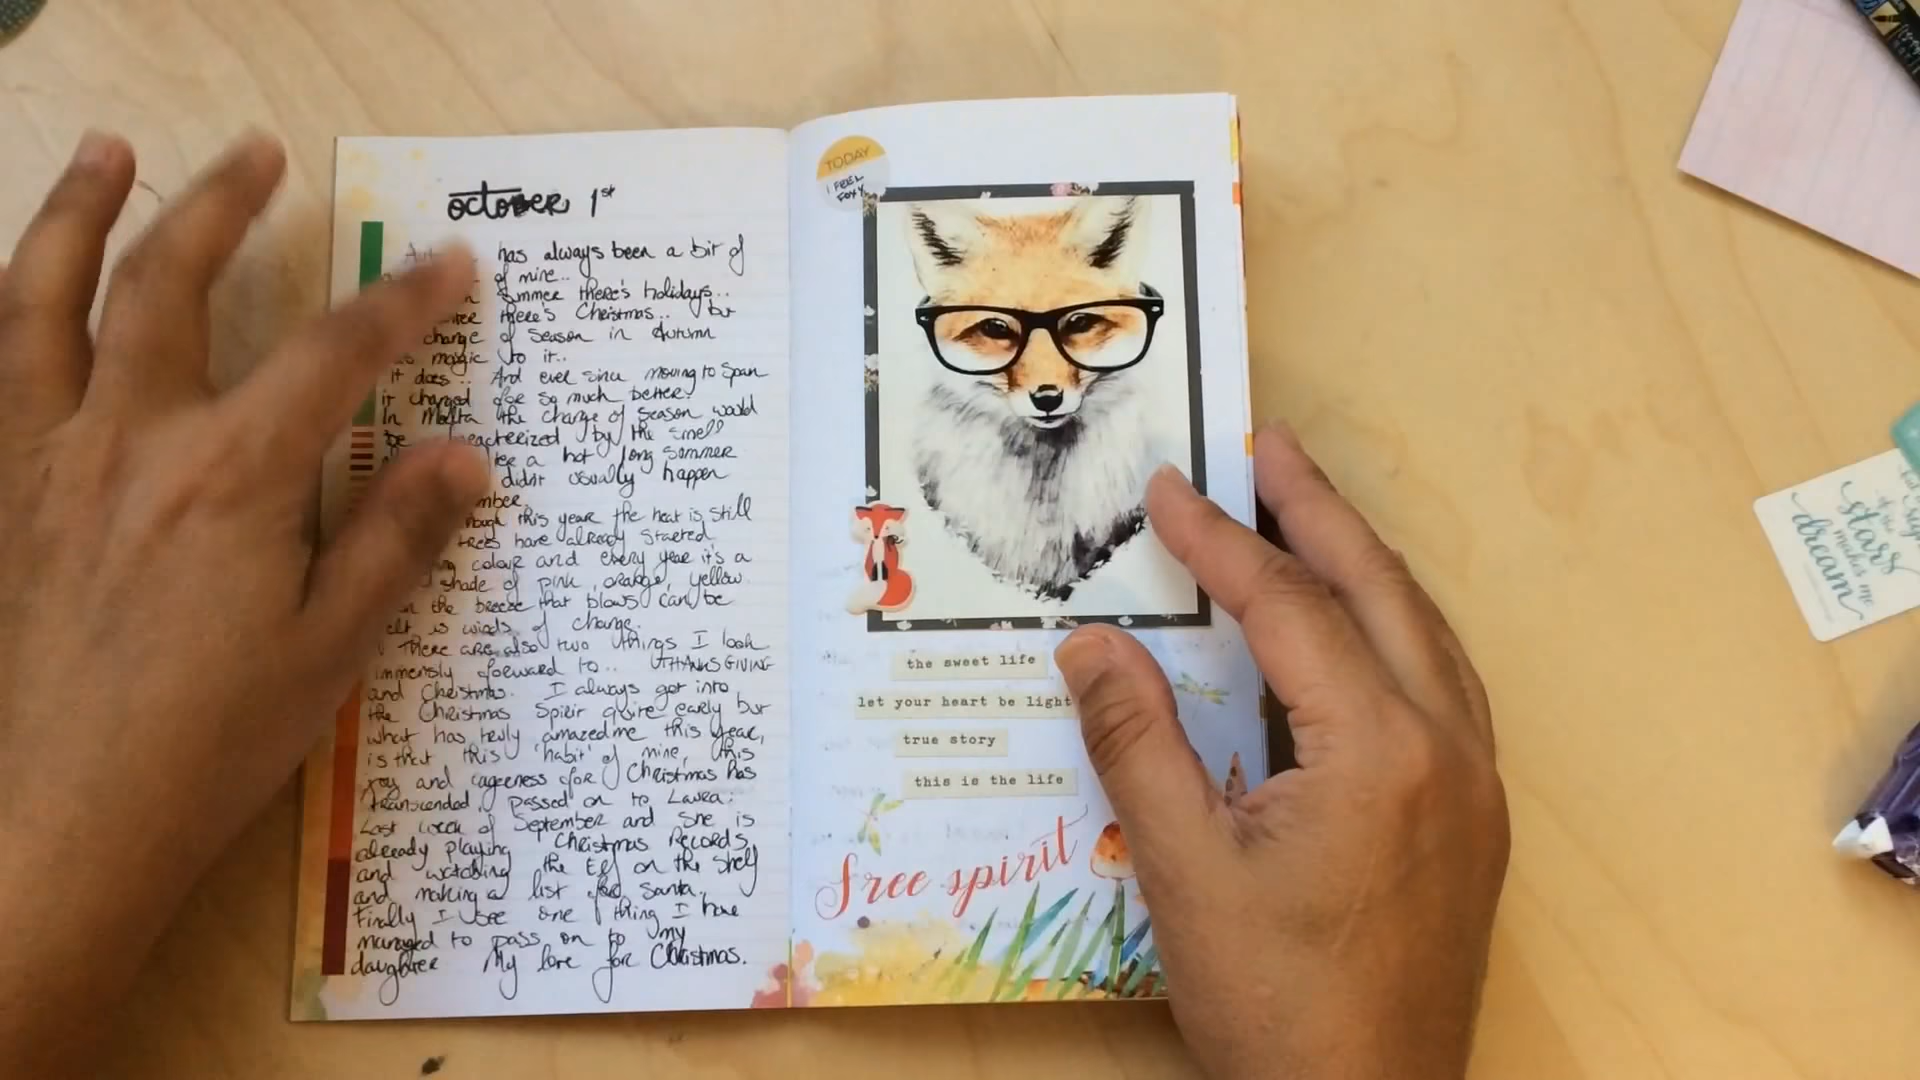 october 1st
has always been a bit of
of mine..
summer there's holidays..
there's Christmas.. but
change of season in Autumn
magic to it..
it does.. And ever since moving to Spain
it changed for so much better.
In Malta the change of season would
be characterized by the smell
a hot long summer
didnt usually happen
this year the heat is still
trees have already started
colour and every year it's a
shade of pink, orange, yellow.
the breeze that blows can be
felt is winds of change.
There are also two things I look
immensly forward to.. THANKSGIVING
and Christmas. I always get into
the Christmas Spirit quite early but
what has truly amazed me this year,
is that this 'habit' of mine, this
joy and eagerness for Christmas has
transcended, passed on to Laura:
Last week of September and she is
already playing Christmas Records
and watching the Elf on the shelf
and making a list for Santa..
Finally I see one thing I have
managed to pass on to my
daughter My love for Christmas.
TODAY
I FEEL
FOXY
the sweet life
let your heart be light
true story
this is the life
Free spirit
of the
stars
makes me
dream